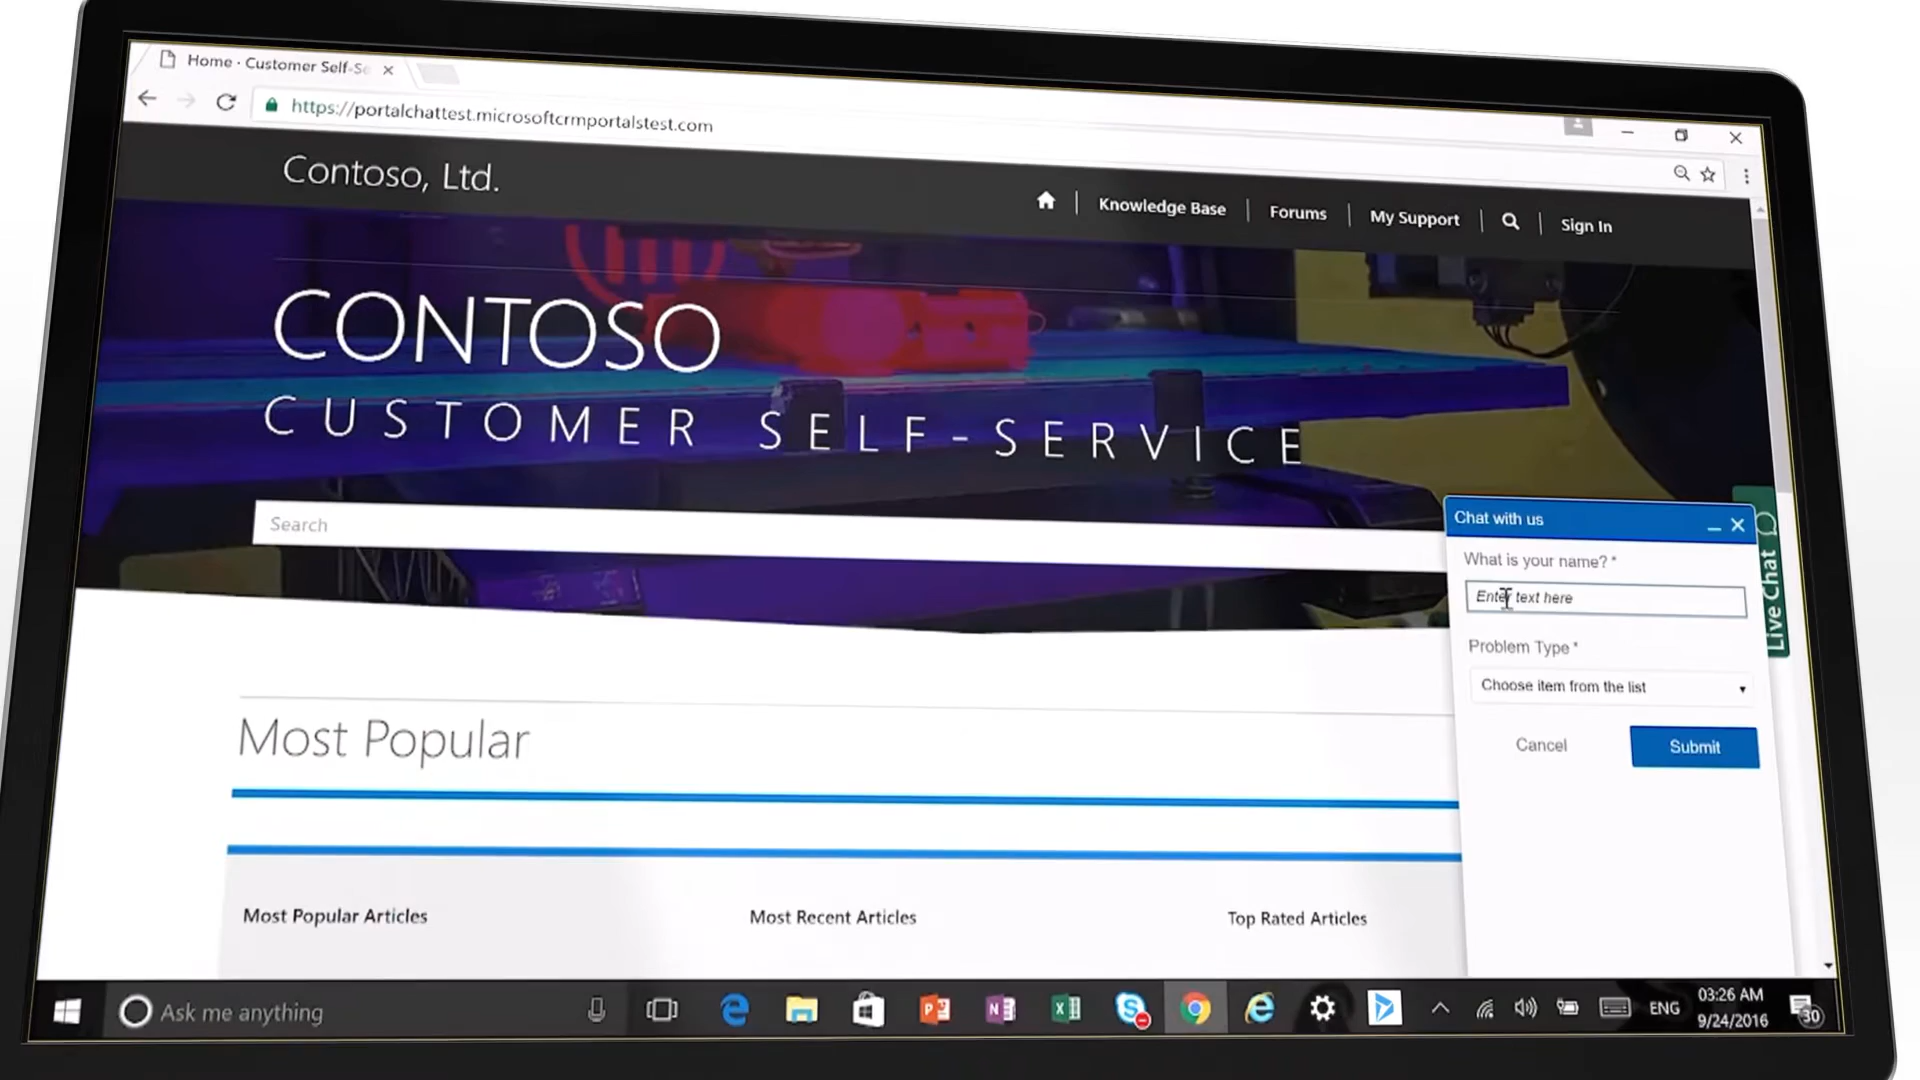 Home · Customer Self-Se
https://portalchattest.microsoftcrmportalstest.com
Contoso, Ltd.
Knowledge Base
Forums
My Support
Sign In
CONTOSO
CUSTOMER SELF-SERVICE
Search
Chat with us
What is your name? *
Enter text here
Problem Type *
Choose item from the list
Cancel
Submit
Live Chat
Most Popular
Most Popular Articles
Most Recent Articles
Top Rated Articles
Ask me anything
ENG
03:26 AM
9/24/2016
30